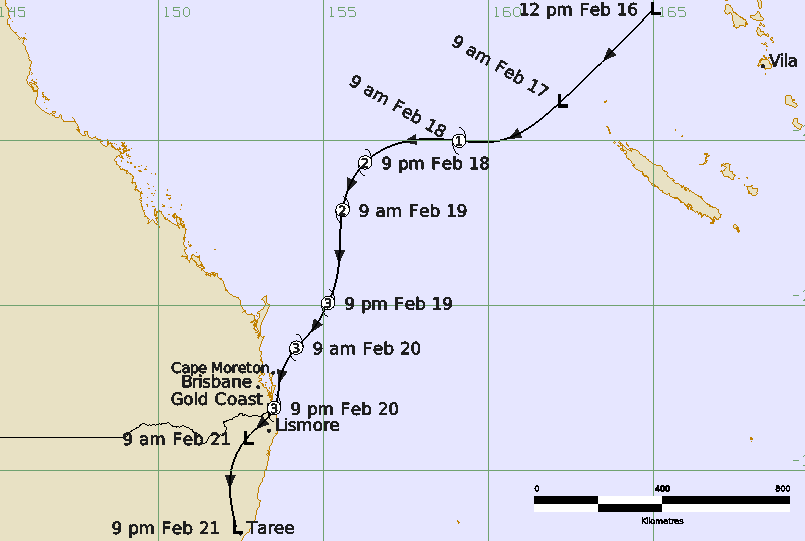 145
150
155
160
165
12 pm Feb 16
Vila
9 am Feb 17
L
L
9 am Feb 18
1
2
9 pm Feb 18
2
9 am Feb 19
3
9 pm Feb 19
3
9 am Feb 20
Cape Moreton
Brisbane
Gold Coast
3
9 pm Feb 20
Lismore
9 am Feb 21
L
9 pm Feb 21
L
Taree
0
400
800
Kilometres